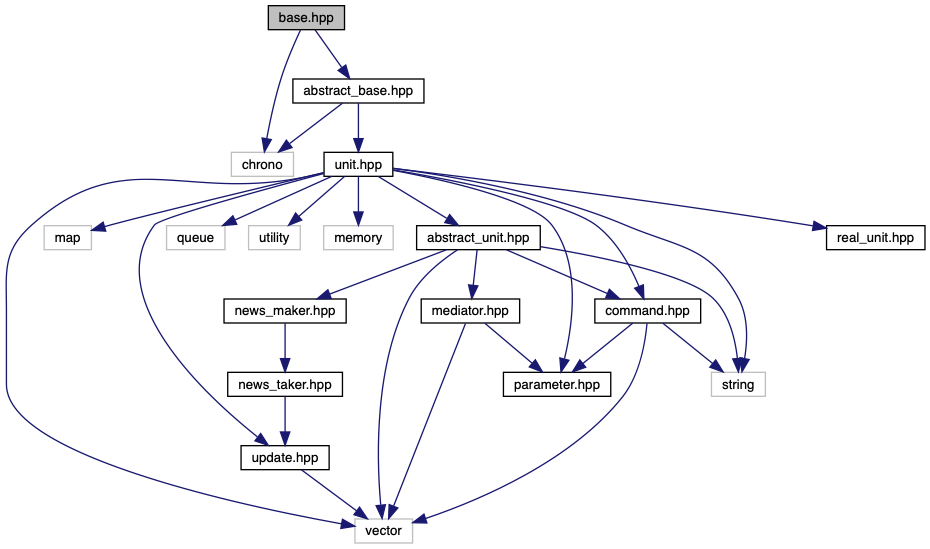 base.hpp
abstract_base.hpp
chrono
unit.hpp
map
queue
utility
memory
abstract_unit.hpp
real_unit.hpp
news_maker.hpp
mediator.hpp
command.hpp
news_taker.hpp
parameter.hpp
string
update.hpp
vector